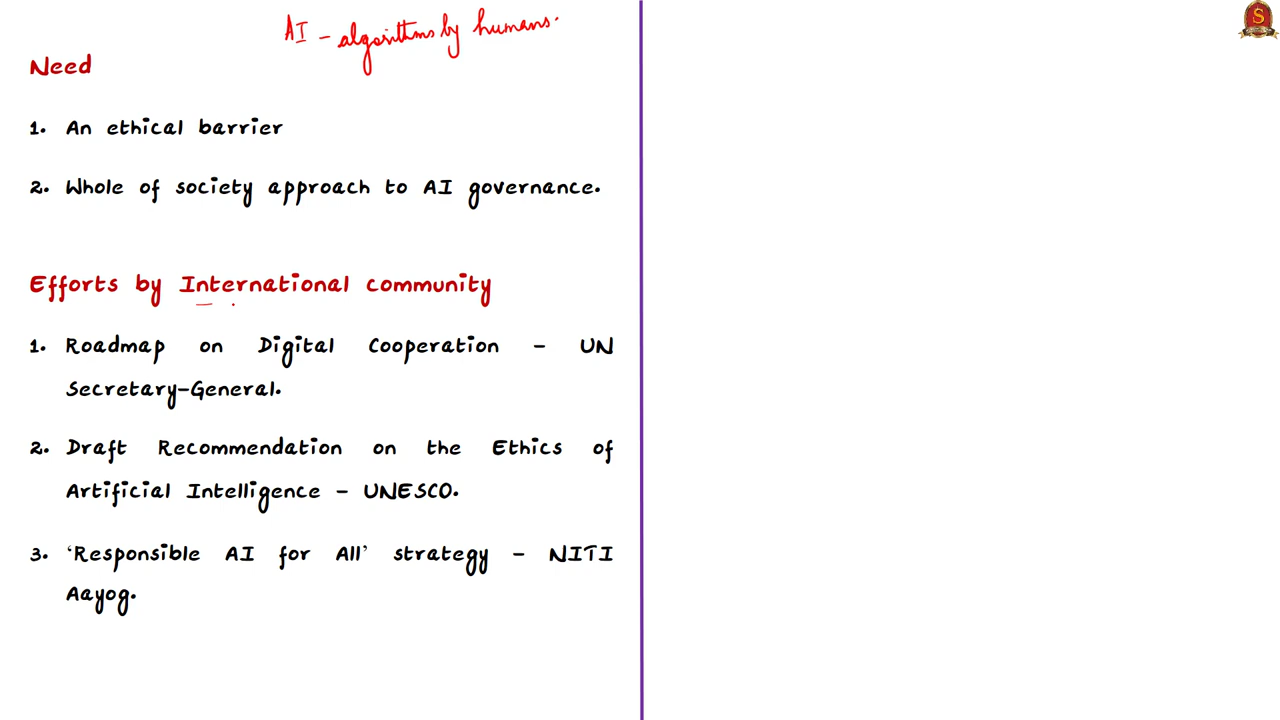 AI - algorithms by humans.
Need
1. An ethical barrier
2. Whole of society approach to AI governance.
Efforts by International community
1. Roadmap on Digital Cooperation - UN
Secretary-General.
2. Draft Recommendation on the Ethics of
Artificial Intelligence - UNESCO.
3. 'Responsible AI for All' strategy - NITI
Aayog.
S